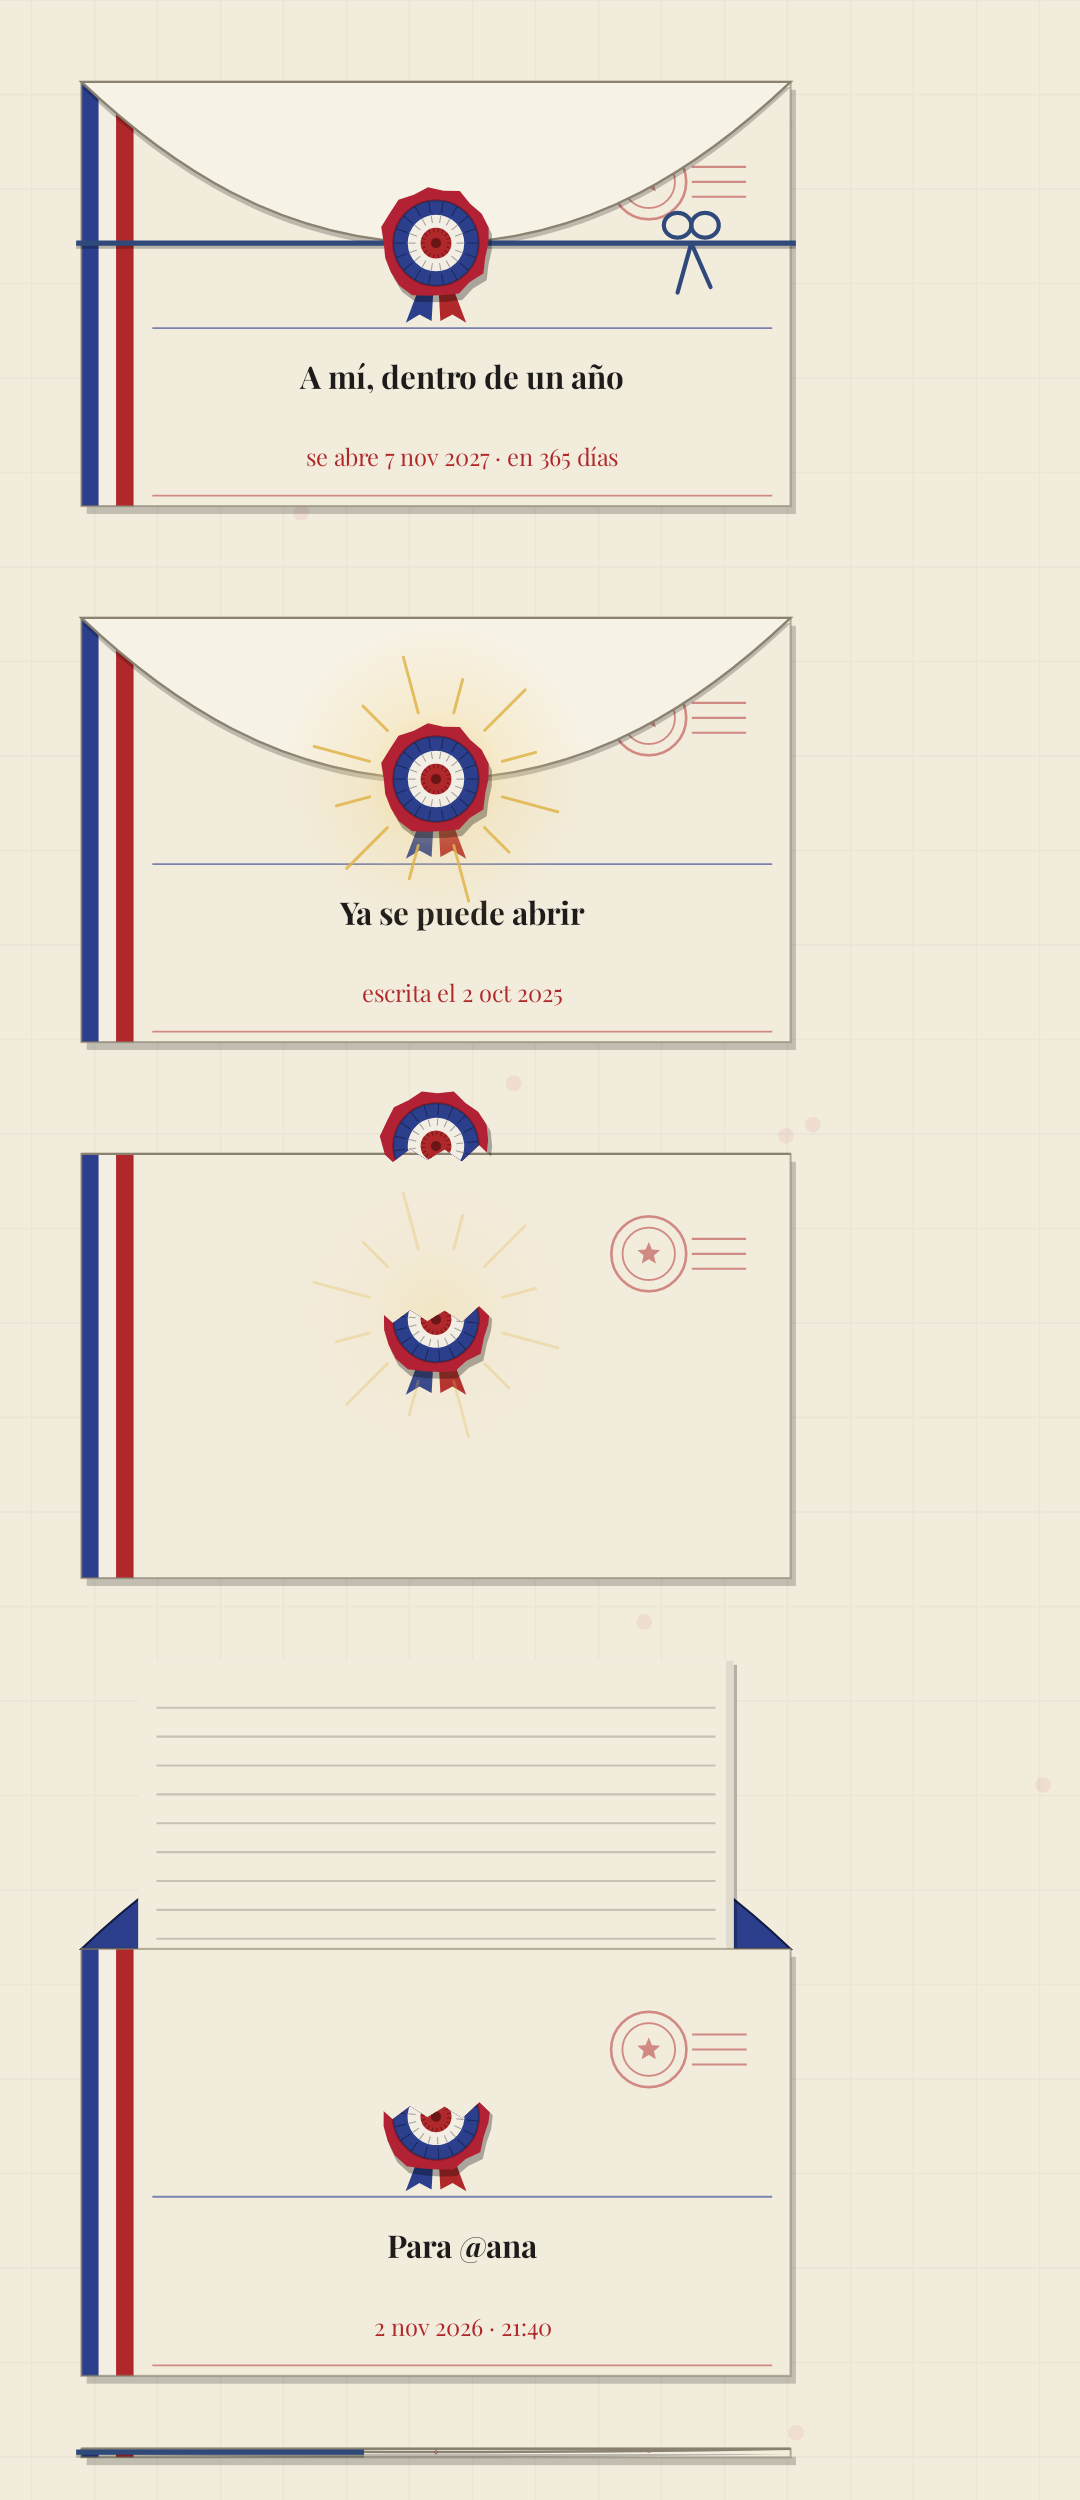 A mí, dentro de un año
se abre 7 nov 2027 · en 365 días
Ya se puede abrir
escrita el 2 oct 2025
Para @ana
2 nov 2026 · 21:40